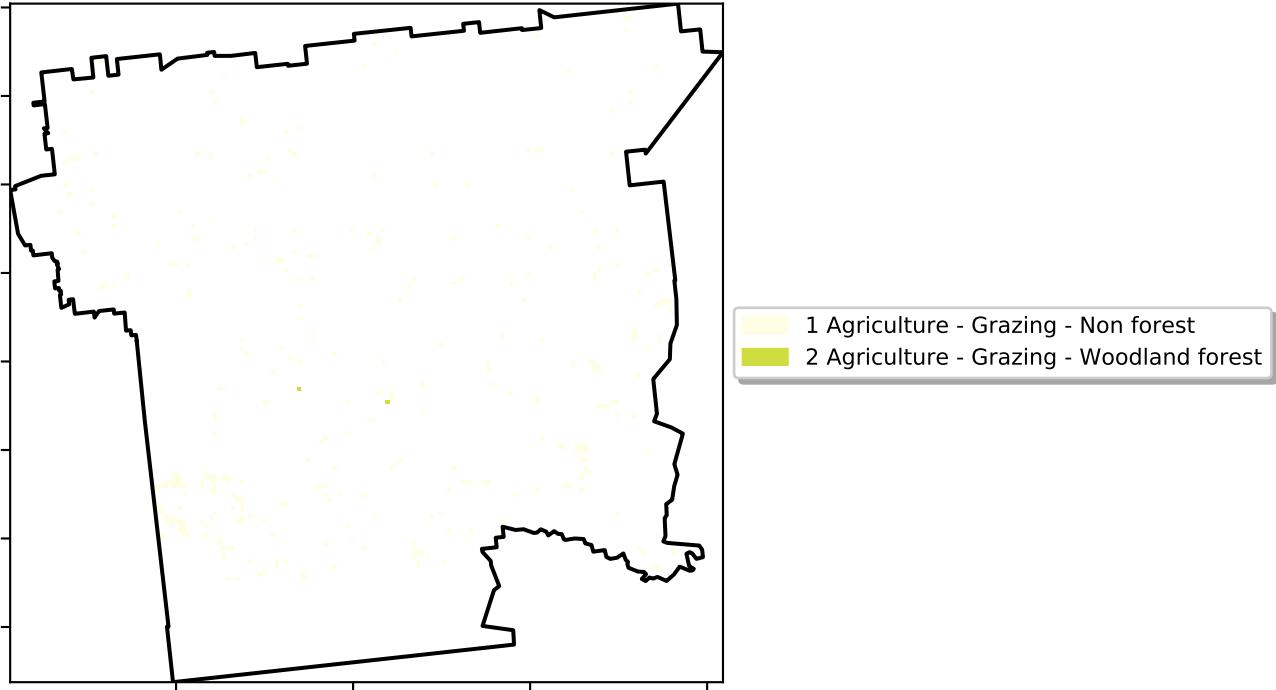 1 Agriculture - Grazing - Non forest
2 Agriculture - Grazing - Woodland forest